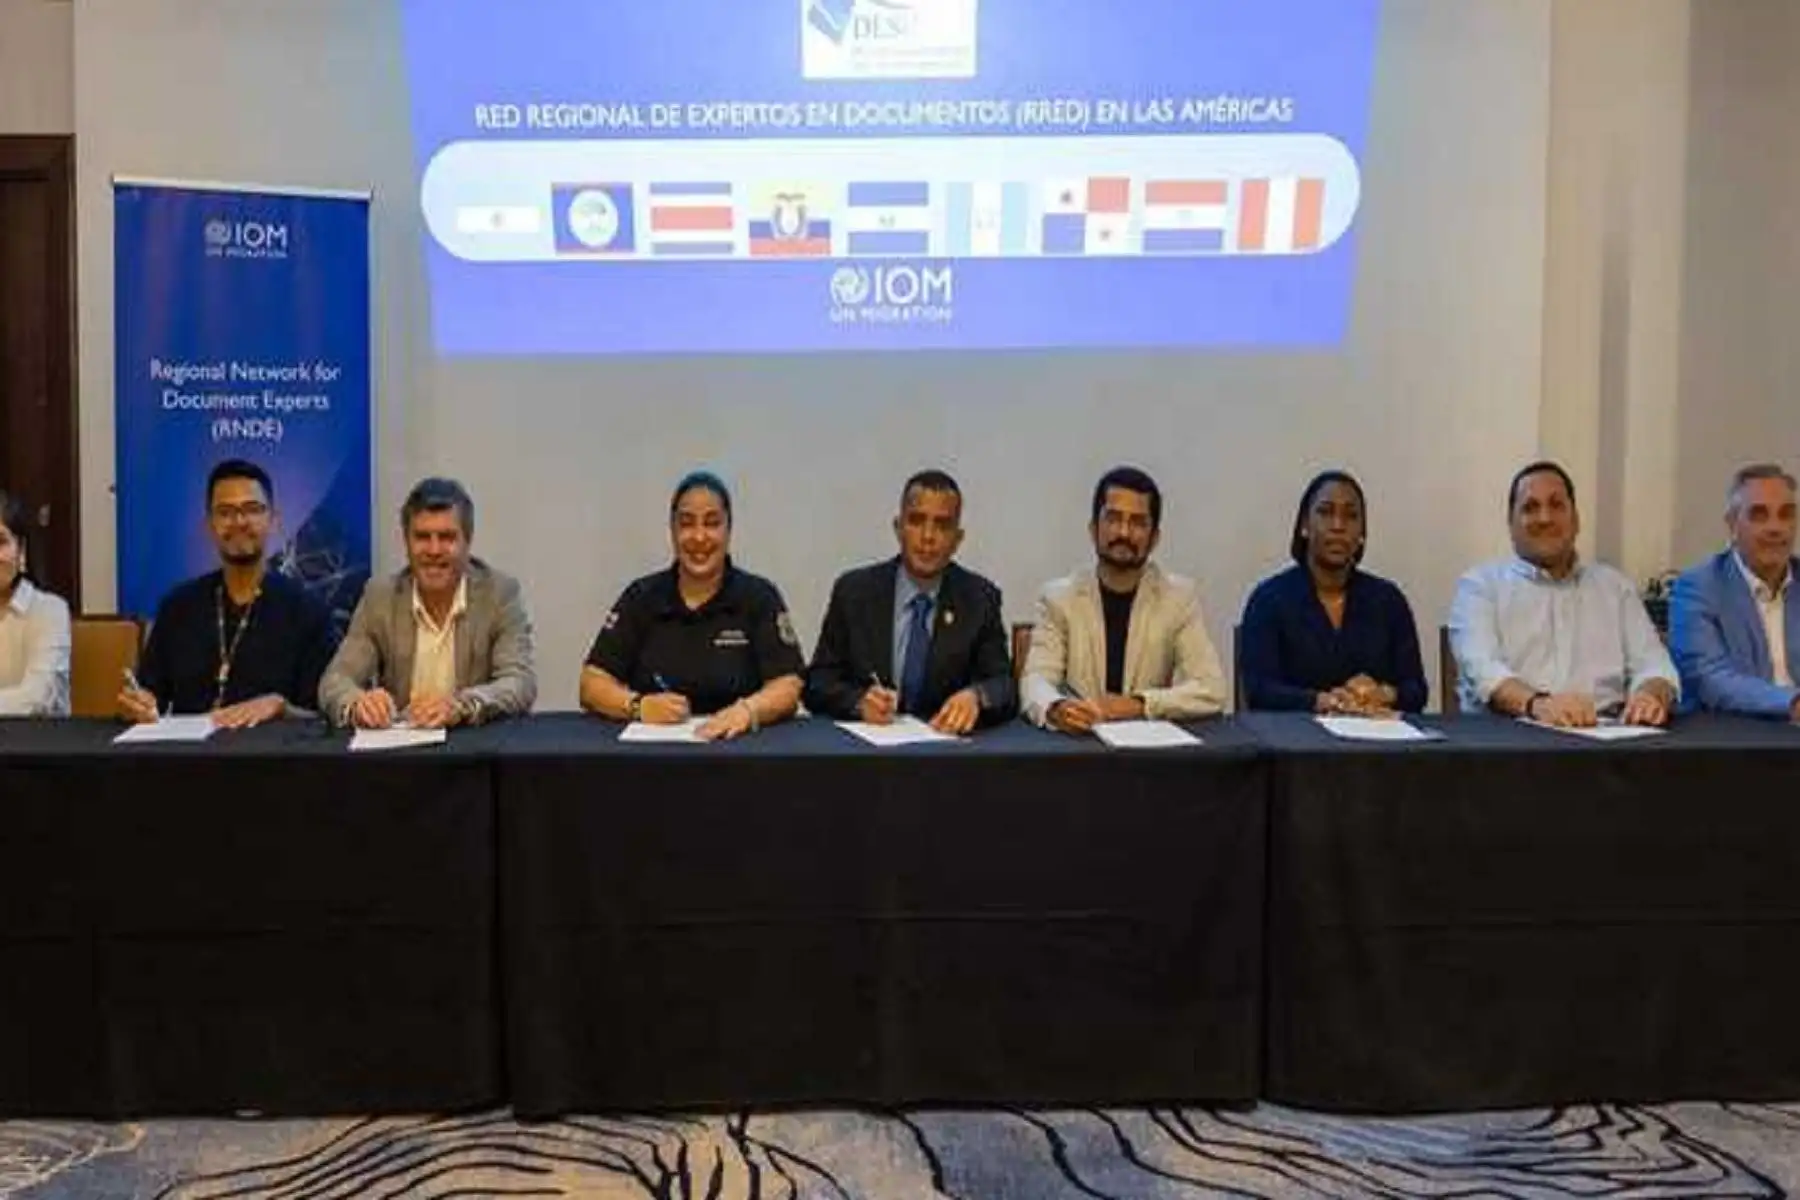 DES
RED REGIONAL DE EXPERTOS EN DOCUMENTOS (RRED) EN LAS AMÉRICAS
IOM
UN MIGRATION
IOM
UN MIGRATION
Regional Network for
Document Experts
(RNDE)